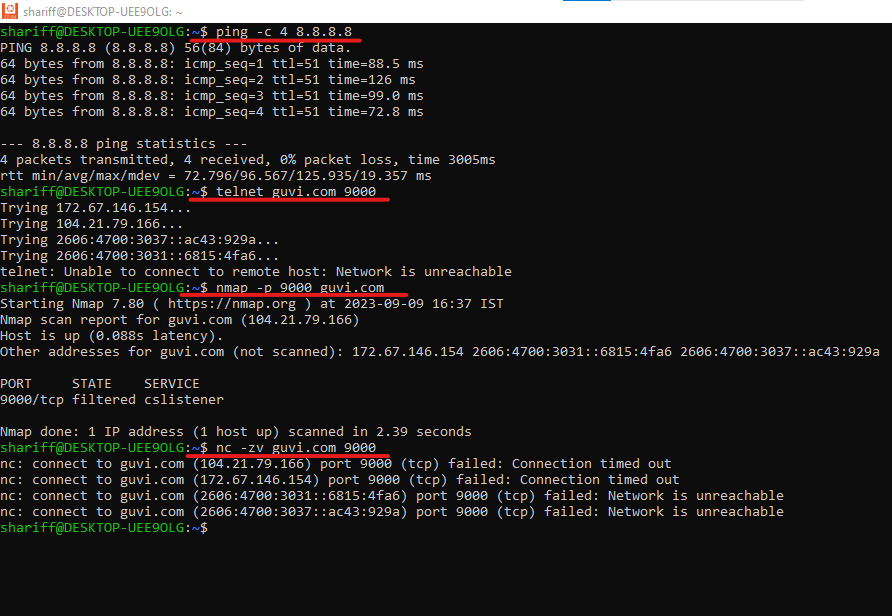 shariff@DESKTOP-UEE9OLG: ~
shariff@DESKTOP-UEE9OLG:~$ ping -c 4 8.8.8.8
PING 8.8.8.8 (8.8.8.8) 56(84) bytes of data.
64 bytes from 8.8.8.8: icmp_seq=1 ttl=51 time=88.5 ms
64 bytes from 8.8.8.8: icmp_seq=2 ttl=51 time=126 ms
64 bytes from 8.8.8.8: icmp_seq=3 ttl=51 time=99.0 ms
64 bytes from 8.8.8.8: icmp_seq=4 ttl=51 time=72.8 ms
--- 8.8.8.8 ping statistics ---
4 packets transmitted, 4 received, 0% packet loss, time 3005ms
rtt min/avg/max/mdev = 72.796/96.567/125.935/19.357 ms
shariff@DESKTOP-UEE9OLG:~$ telnet guvi.com 9000
Trying 172.67.146.154...
Trying 104.21.79.166...
Trying 2606:4700:3037::ac43:929a...
Trying 2606:4700:3031::6815:4fa6...
telnet: Unable to connect to remote host: Network is unreachable
shariff@DESKTOP-UEE9OLG:~$ nmap -p 9000 guvi.com
Starting Nmap 7.80 ( https://nmap.org ) at 2023-09-09 16:37 IST
Nmap scan report for guvi.com (104.21.79.166)
Host is up (0.088s latency).
Other addresses for guvi.com (not scanned): 172.67.146.154 2606:4700:3031::6815:4fa6 2606:4700:3037::ac43:929a
PORT     STATE    SERVICE
9000/tcp filtered cslistener
Nmap done: 1 IP address (1 host up) scanned in 2.39 seconds
shariff@DESKTOP-UEE9OLG:~$ nc -zv guvi.com 9000
nc: connect to guvi.com (104.21.79.166) port 9000 (tcp) failed: Connection timed out
nc: connect to guvi.com (172.67.146.154) port 9000 (tcp) failed: Connection timed out
nc: connect to guvi.com (2606:4700:3031::6815:4fa6) port 9000 (tcp) failed: Network is unreachable
nc: connect to guvi.com (2606:4700:3037::ac43:929a) port 9000 (tcp) failed: Network is unreachable
shariff@DESKTOP-UEE9OLG:~$